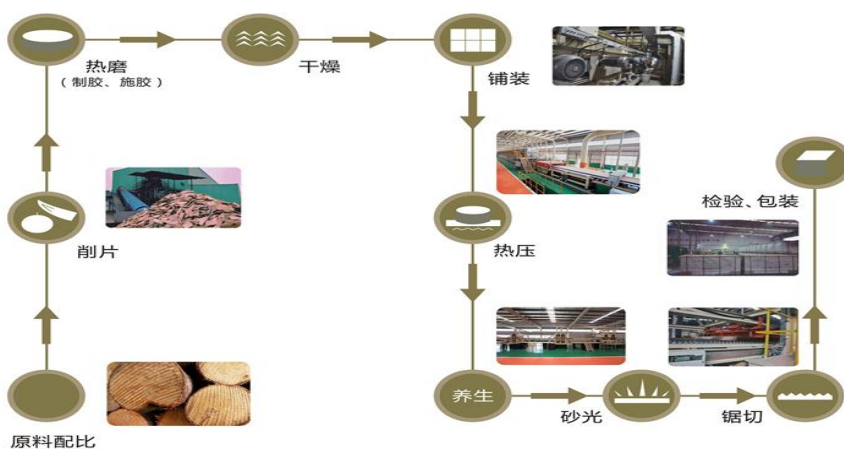 热磨
（制胶、施胶）
干燥
铺装
削片
热压
检验、包装
原料配比
养生
砂光
锯切